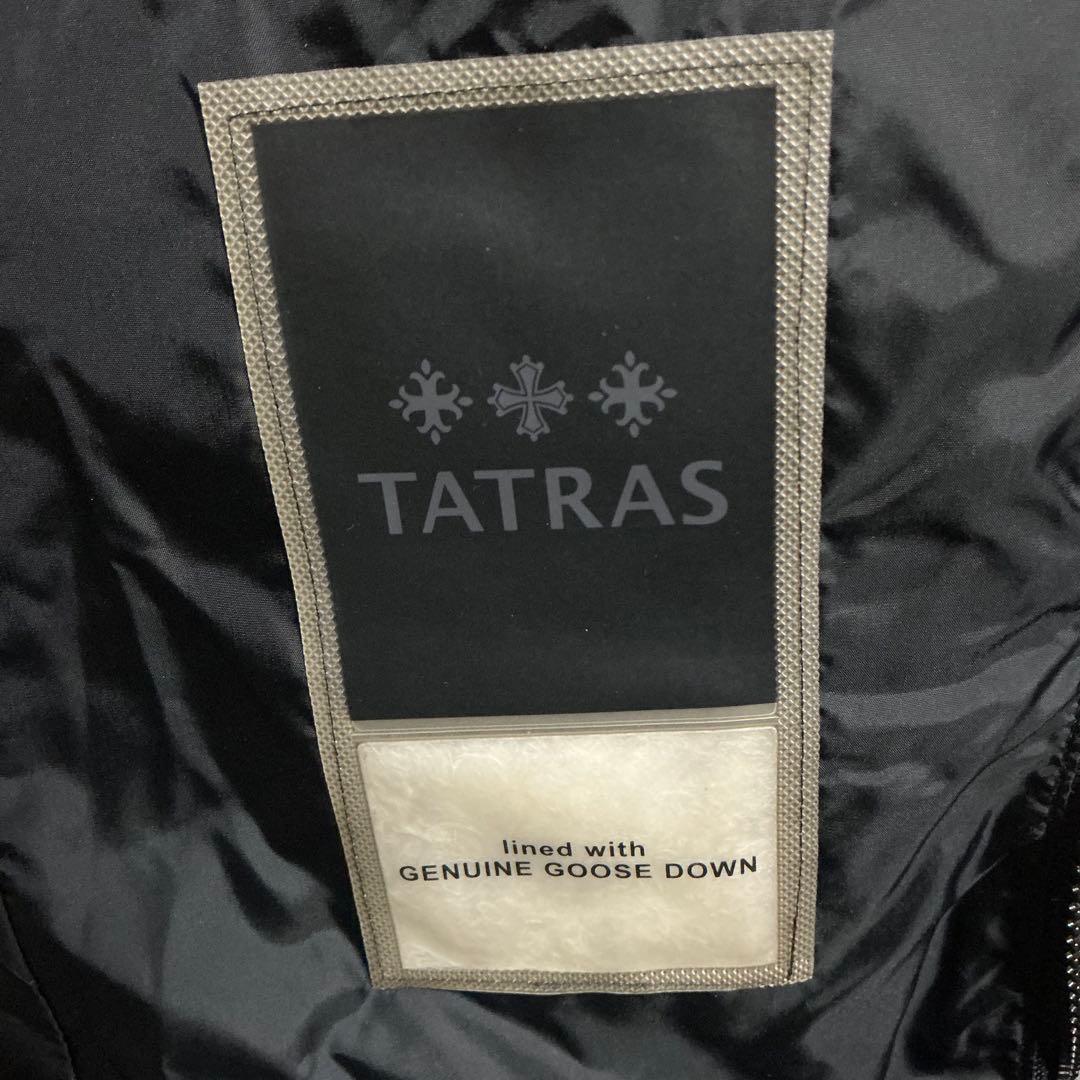 TATRAS
lined with
GENUINE GOOSE DOWN